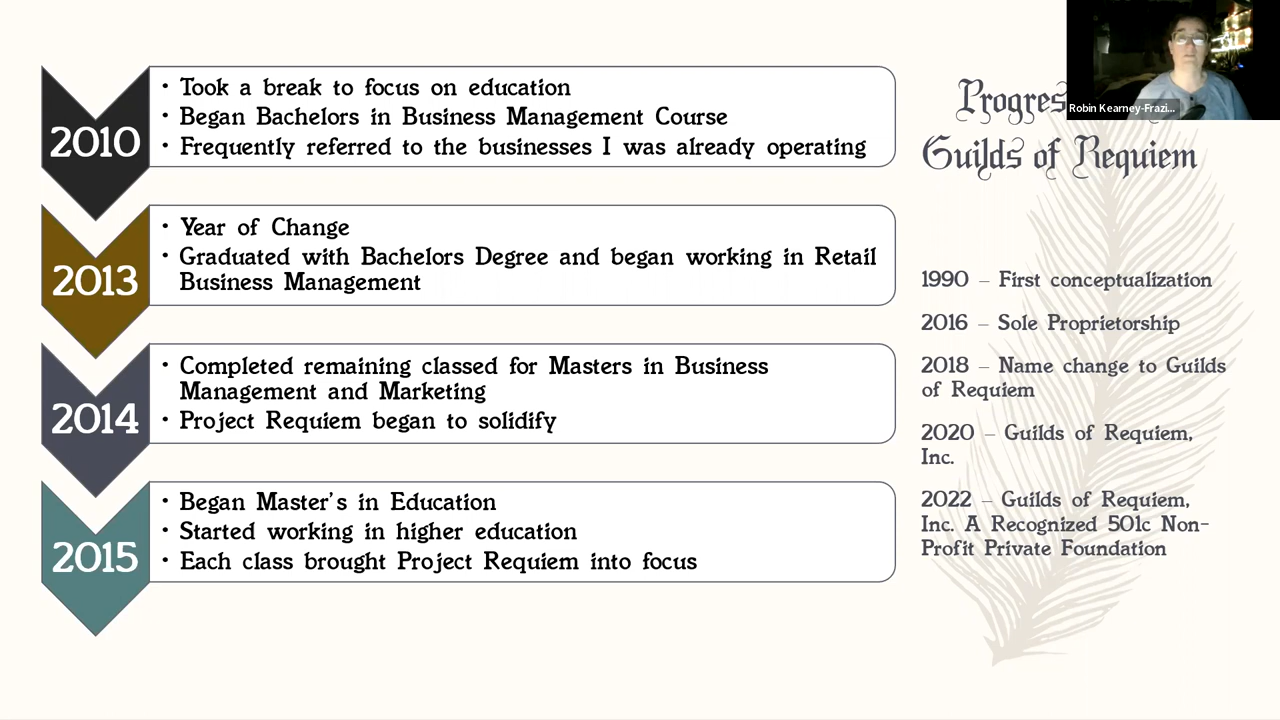 2010
• Took a break to focus on education
• Began Bachelors in Business Management Course
• Frequently referred to the businesses I was already operating
2013
• Year of Change
• Graduated with Bachelors Degree and began working in Retail
Business Management
2014
• Completed remaining classed for Masters in Business
Management and Marketing
• Project Requiem began to solidify
2015
• Began Master's in Education
• Started working in higher education
• Each class brought Project Requiem into focus
Robin Kearney-Frazi...
Guilds of Requiem
1990 – First conceptualization
2016 – Sole Proprietorship
2018 – Name change to Guilds
of Requiem
2020 – Guilds of Requiem,
Inc.
2022 – Guilds of Requiem,
Inc. A Recognized 501c Non-
Profit Private Foundation